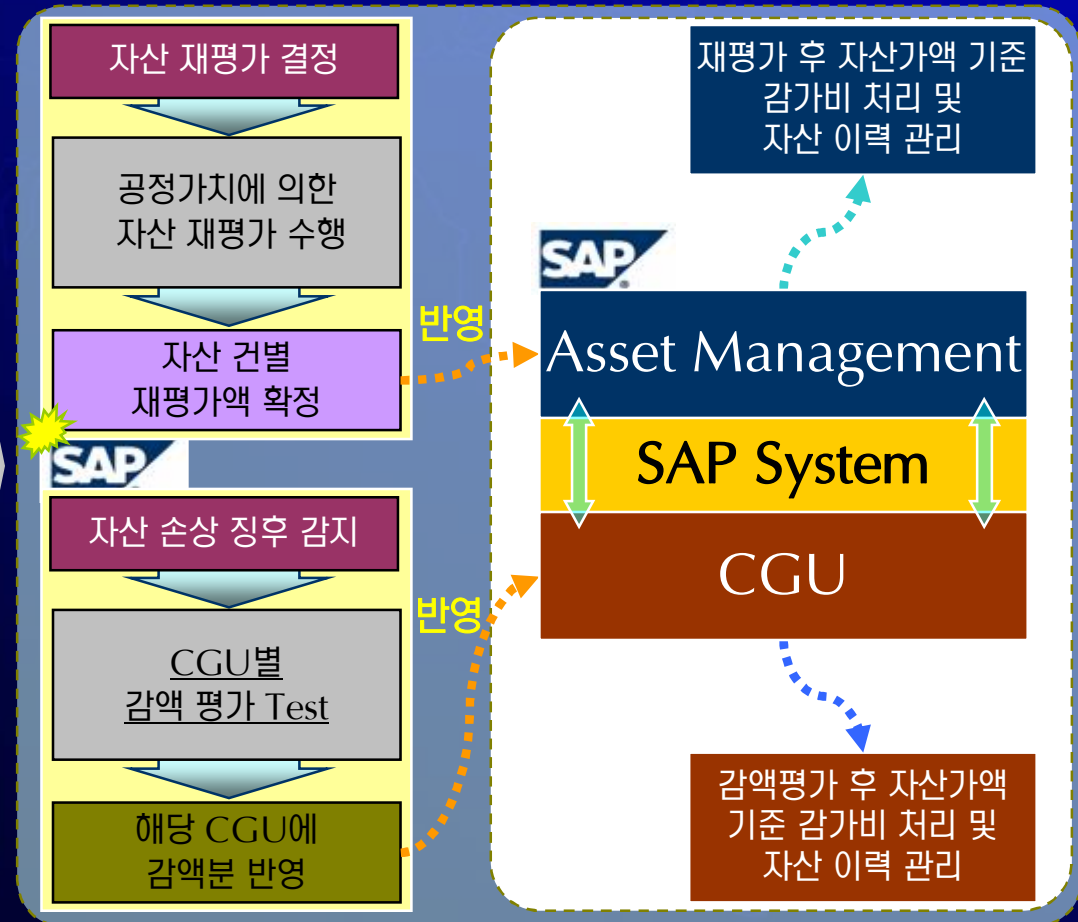 자산 재평가 결정
공정가치에 의한
자산 재평가 수행
자산 건별
재평가액 확정
반영
SAP
자산 손상 징후 감지
CGU별
감액 평가 Test
해당 CGU에
감액분 반영
반영
재평가 후 자산가액 기준
감가비 처리 및
자산 이력 관리
SAP
Asset Management
SAP System
CGU
감액평가 후 자산가액
기준 감가비 처리 및
자산 이력 관리